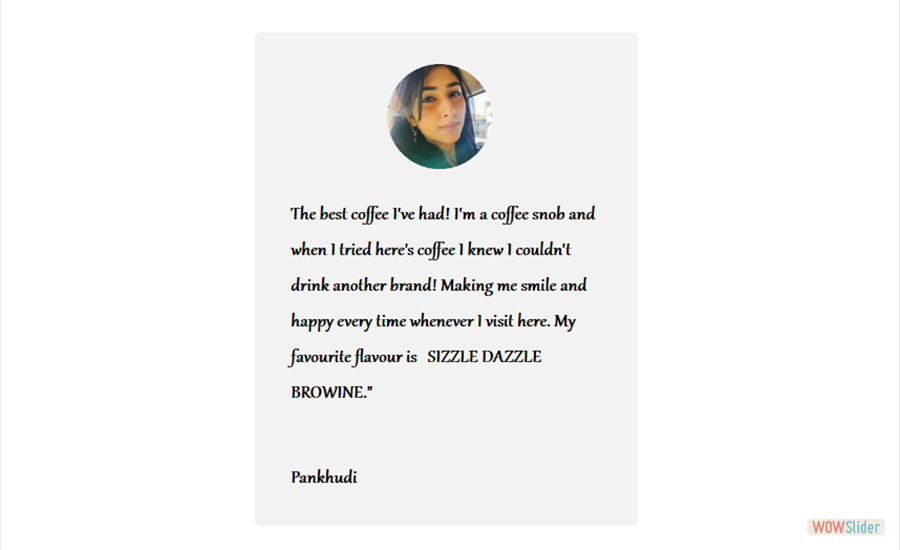 The best coffee I've had! I'm a coffee snob and
when I tried here's coffee I knew I couldn't
drink another brand! Making me smile and
happy every time whenever I visit here. My
favourite flavour is SIZZLE DAZZLE
BROWINE."
Pankhudi
WOWSlider